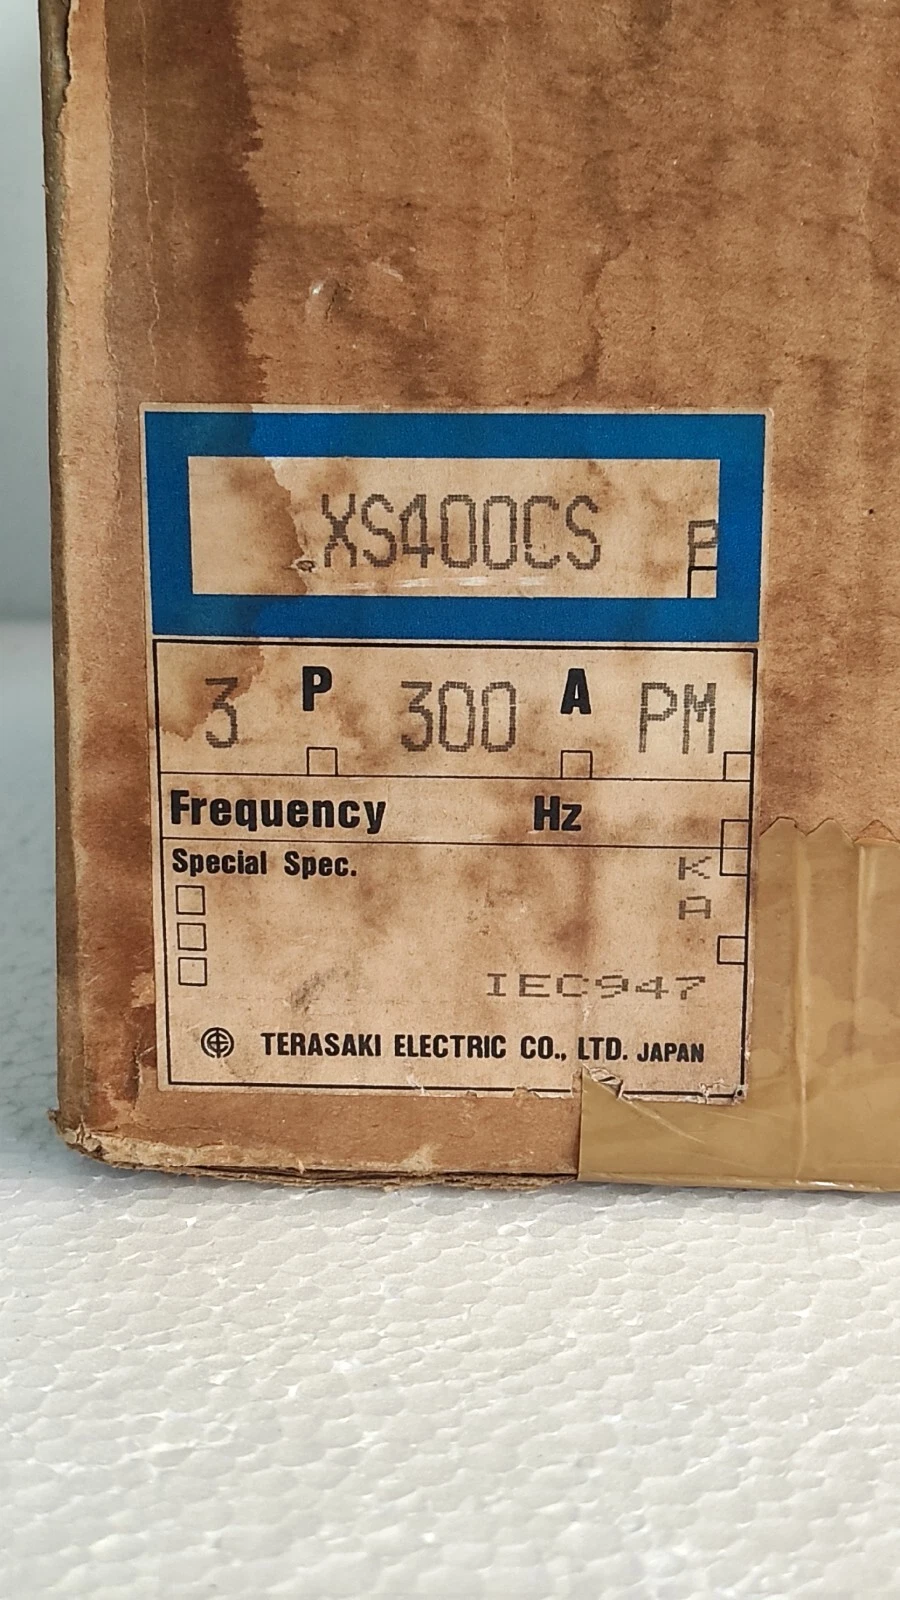 XS400CS P
3 P 300 A PM
Frequency Hz
Special Spec. K
A
IEC947
TERASAKI ELECTRIC CO., LTD. JAPAN